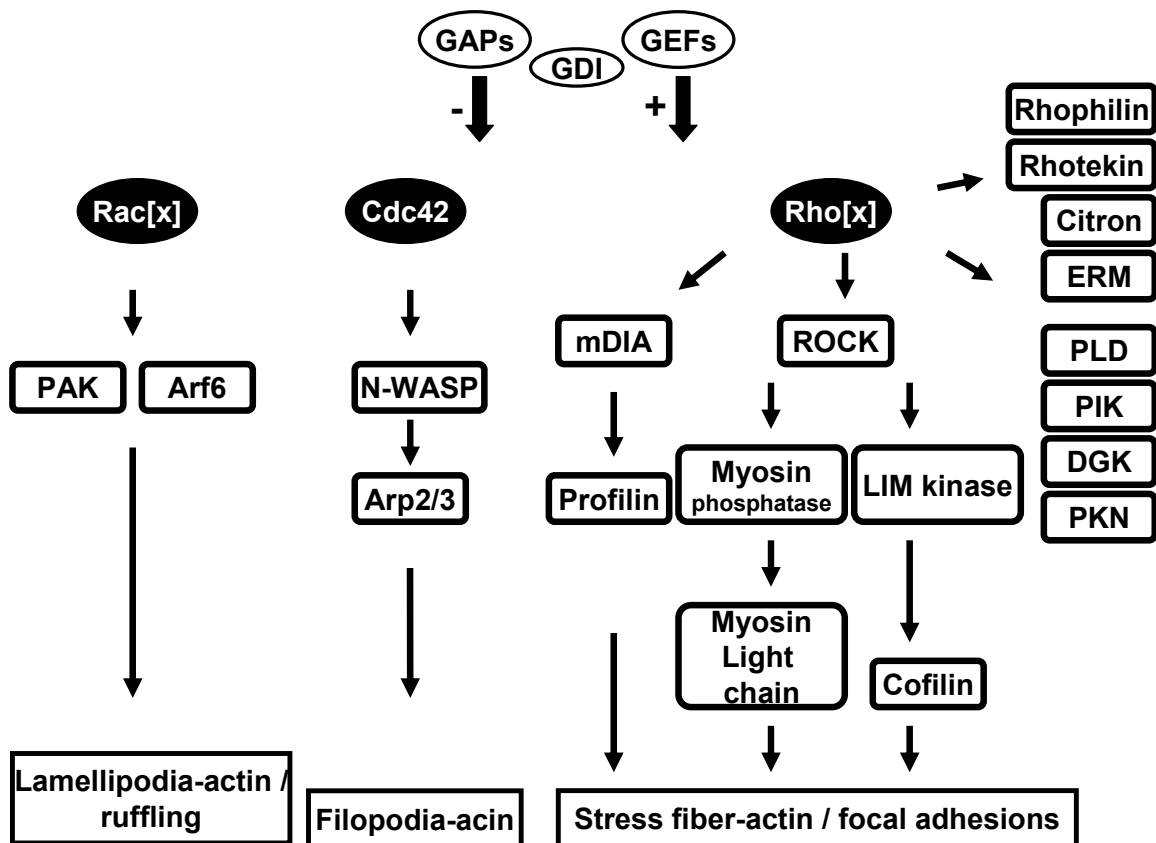 GAPs
GEFs
GDI
-
+
Rhophilin
Rhotekin
Citron
ERM
Rac[x]
Cdc42
Rho[x]
mDIA
ROCK
PLD
PIK
DGK
PKN
PAK
Arf6
N-WASP
Arp2/3
Profilin
Myosin
phosphatase
LIM kinase
Myosin
Light
chain
Cofilin
Lamellipodia-actin /
ruffling
Filopodia-acin
Stress fiber-actin / focal adhesions